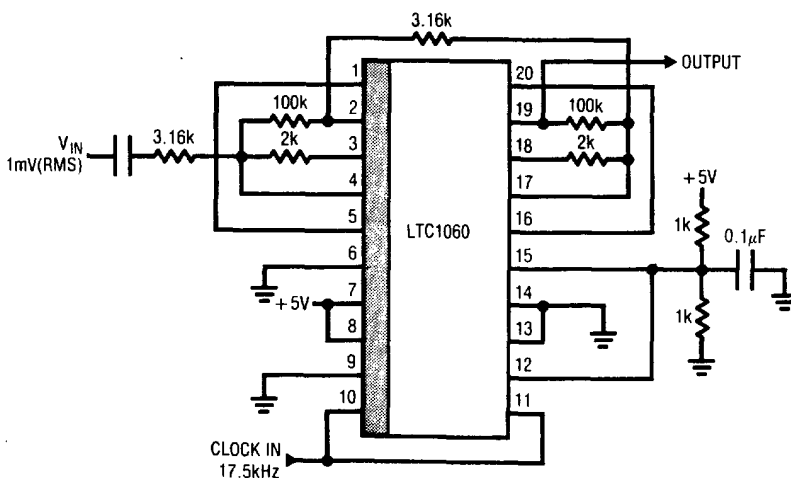 3.16k
OUTPUT
1 20
100k
2 19
100k
3.16k
VIN
1mV(RMS)
2k
3 18
2k
4 17
+5V
5 16
1k
0.1μF
LTC1060
6 15
+5V 7 14
1k
8 13
9 12
10 11
CLOCK IN
17.5kHz